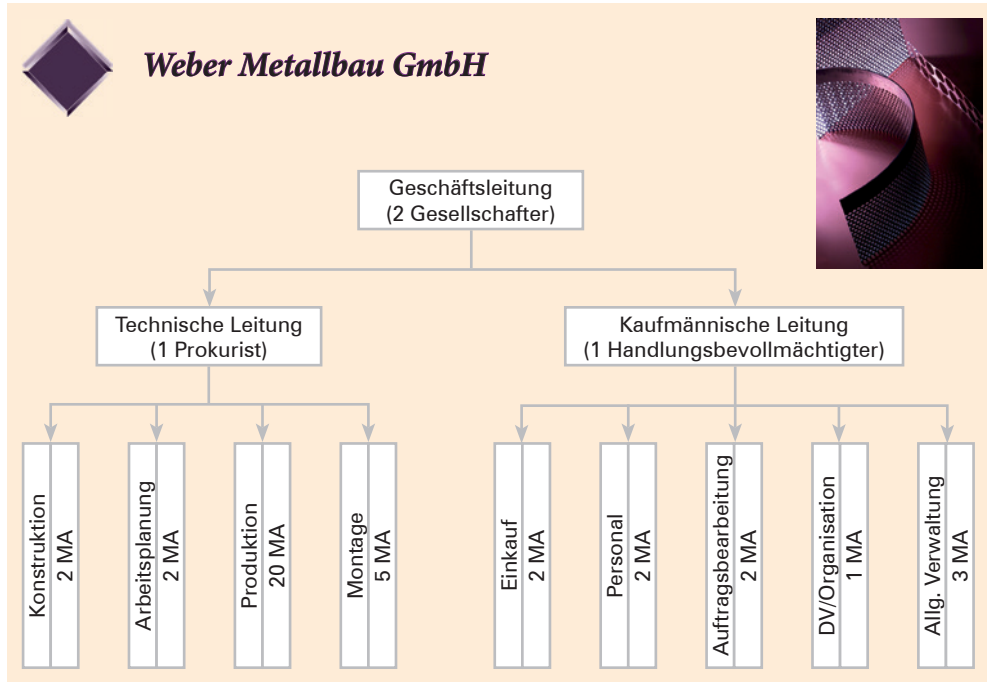 Weber Metallbau GmbH
Geschäftsleitung
(2 Gesellschafter)
Technische Leitung
(1 Prokurist)
Kaufmännische Leitung
(1 Handlungsbevollmächtigter)
Konstruktion
2 MA
Arbeitsplanung
2 MA
Produktion
20 MA
Montage
5 MA
Einkauf
2 MA
Personal
2 MA
Auftragsbearbeitung
2 MA
DV/Organisation
1 MA
Allg. Verwaltung
3 MA